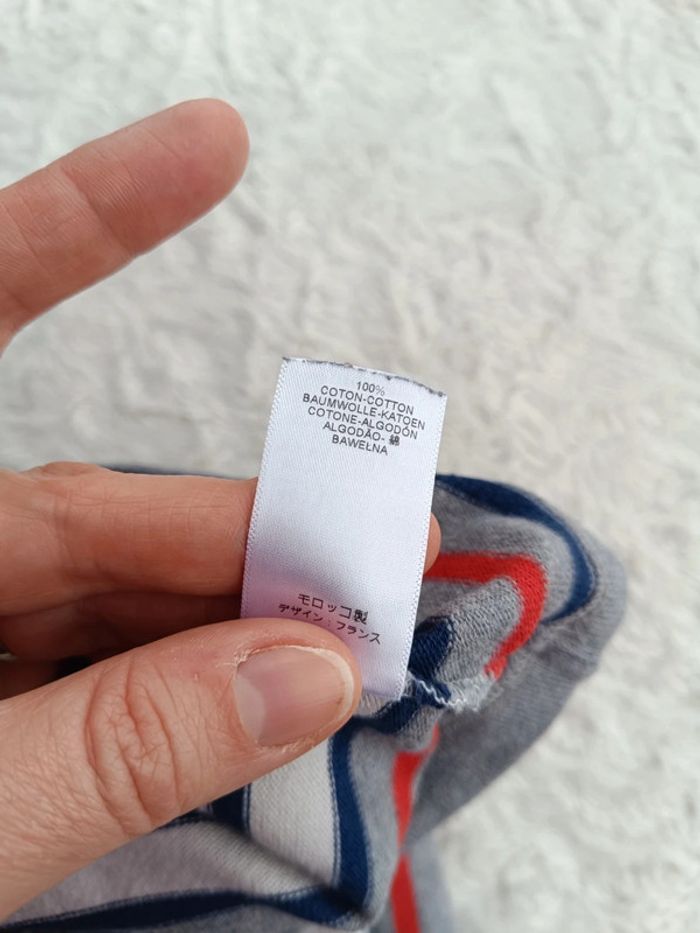 100%
COTON-COTTON
BAUMWOLLE-KATOEN
COTONE-ALGODÓN
ALGODÃO- 綿
BAWEŁNA
モロッコ製
デザイン：フランス